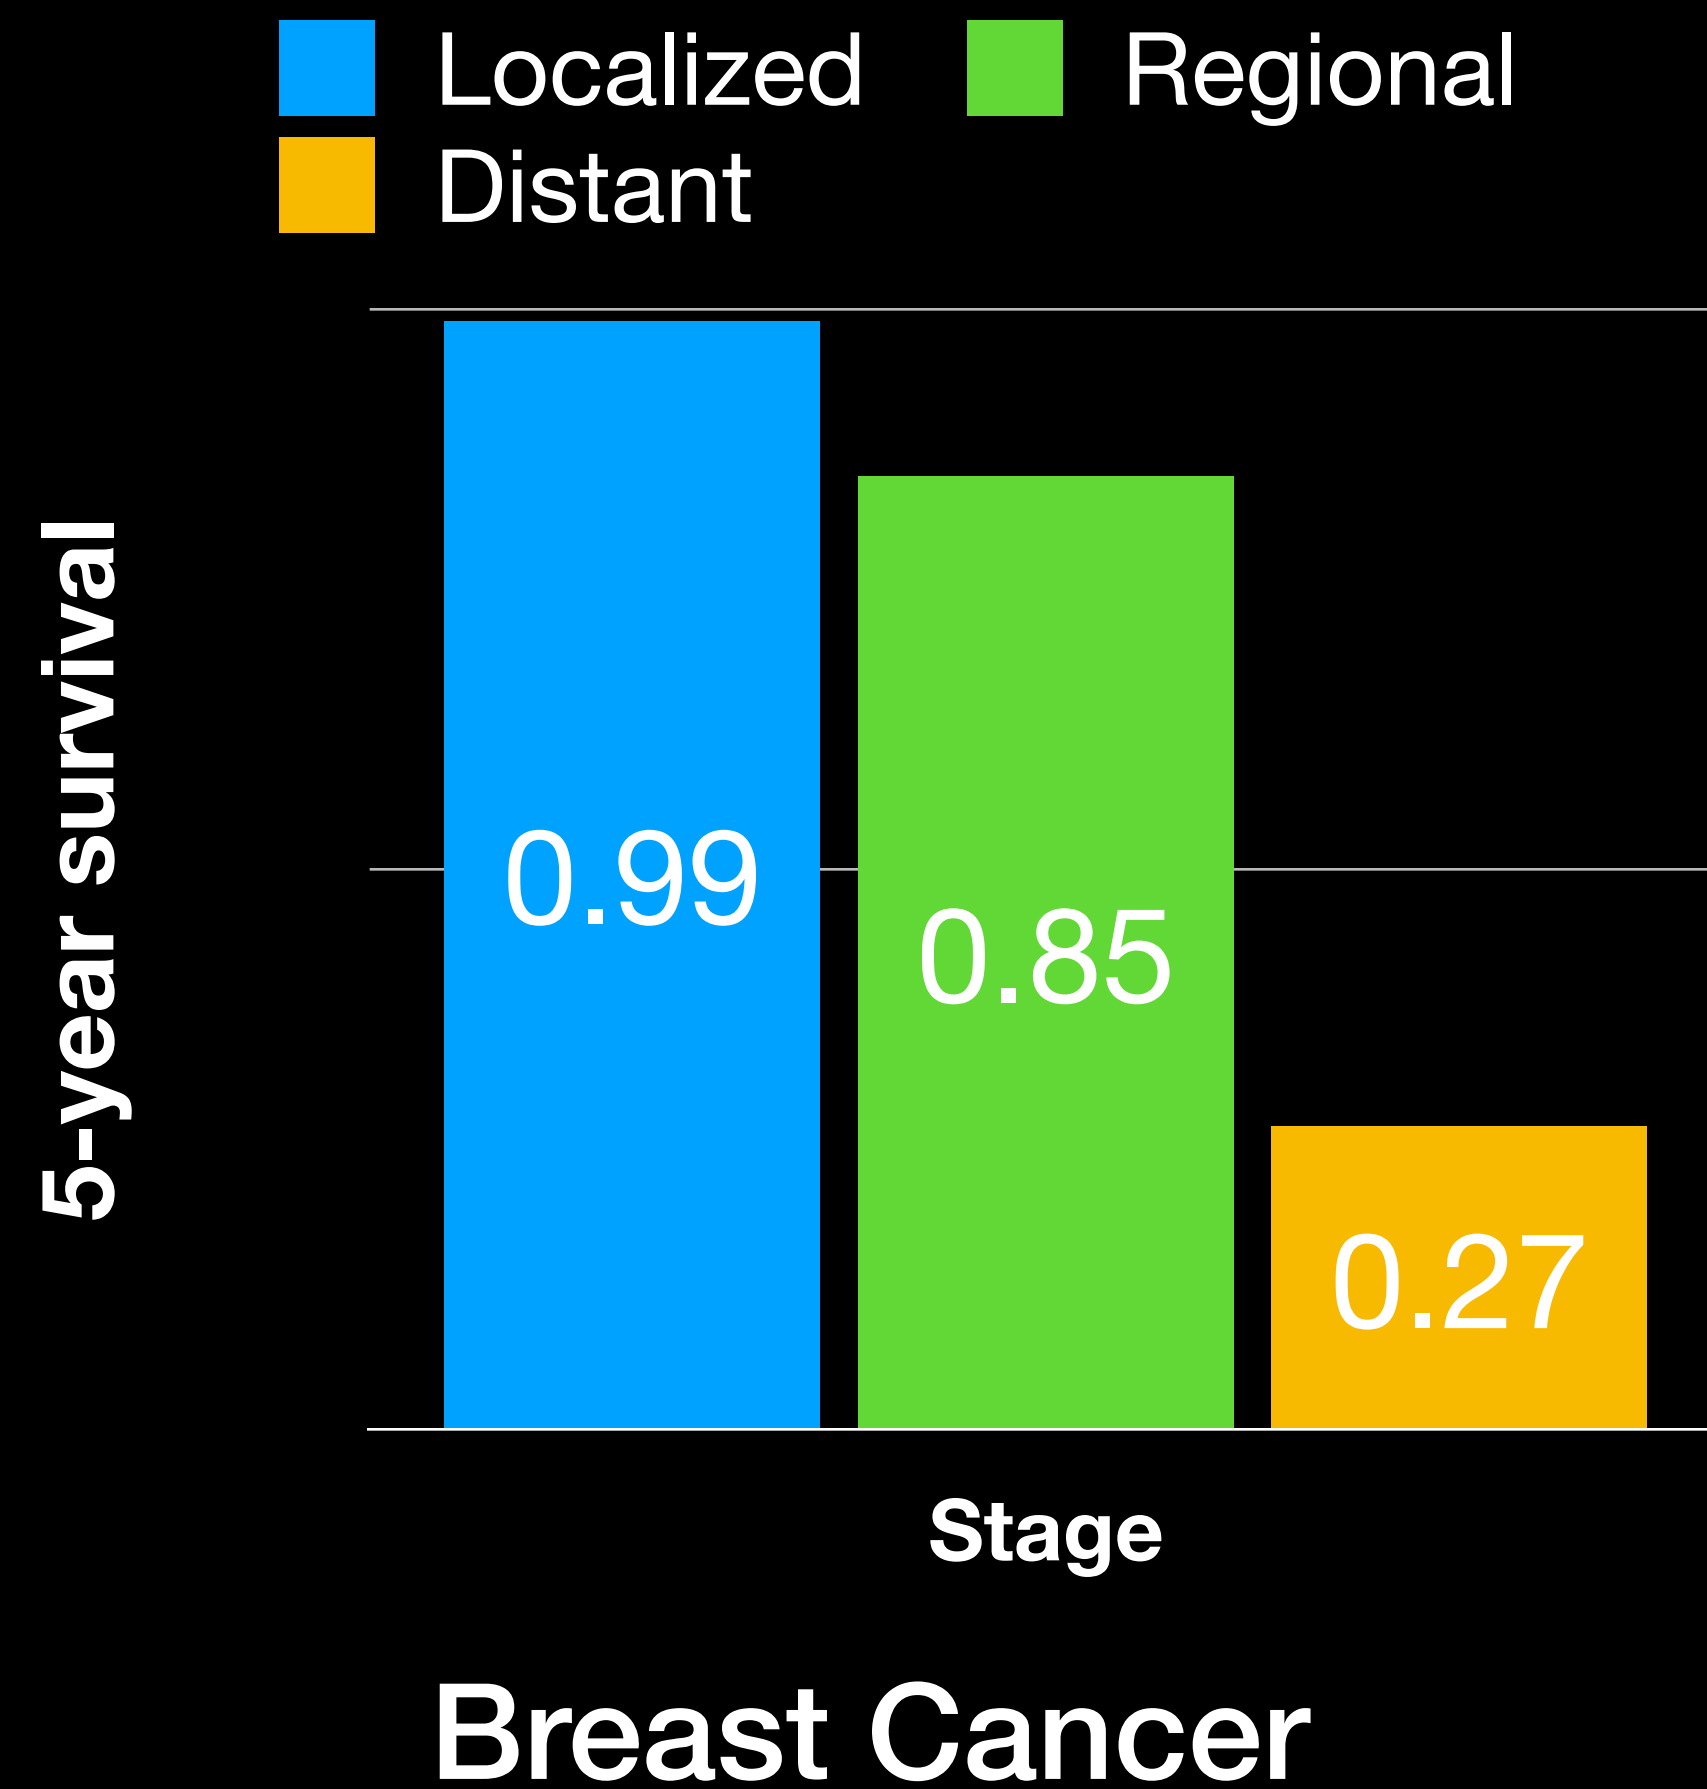 Localized Regional
Distant
5-year survival
0.99
0.85
0.27
Stage
Breast Cancer